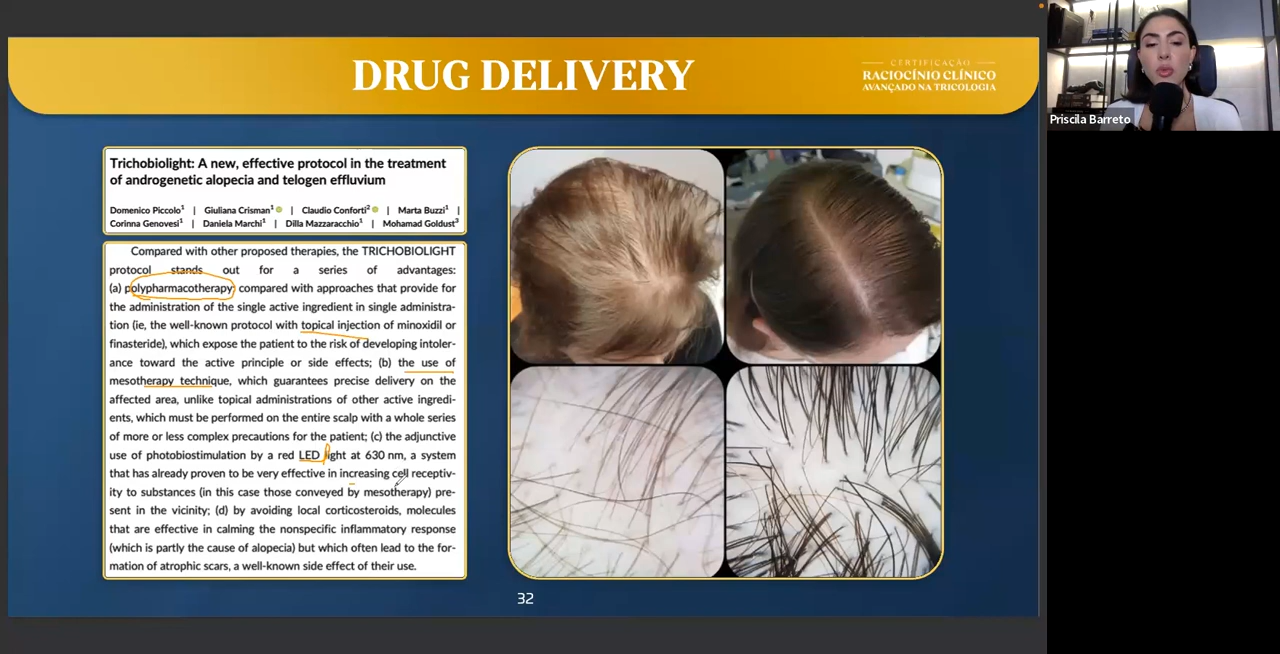 DRUG DELIVERY
CERTIFICAÇÃO
RACIOCÍNIO CLÍNICO
AVANÇADO NA TRICOLOGIA
Priscila Barreto
Trichobiolight: A new, effective protocol in the treatment
of androgenetic alopecia and telogen effluvium
Domenico Piccolo¹ | Giuliana Crisman¹ | Claudio Conforti² | Marta Buzzi¹ |
Corinna Genovesi¹ | Daniela Marchi¹ | Dilla Mazzaracchio¹ | Mohamad Goldust³
Compared with other proposed therapies, the TRICHOBIOLIGHT
protocol stands out for a series of advantages:
(a) polypharmacotherapy compared with approaches that provide for
the administration of the single active ingredient in single administra-
tion (ie, the well-known protocol with topical injection of minoxidil or
finasteride), which expose the patient to the risk of developing intoler-
ance toward the active principle or side effects; (b) the use of
mesotherapy technique, which guarantees precise delivery on the
affected area, unlike topical administrations of other active ingredi-
ents, which must be performed on the entire scalp with a whole series
of more or less complex precautions for the patient; (c) the adjunctive
use of photobiostimulation by a red LED light at 630 nm, a system
that has already proven to be very effective in increasing cell receptiv-
ity to substances (in this case those conveyed by mesotherapy) pre-
sent in the vicinity; (d) by avoiding local corticosteroids, molecules
that are effective in calming the nonspecific inflammatory response
(which is partly the cause of alopecia) but which often lead to the for-
mation of atrophic scars, a well-known side effect of their use.
32